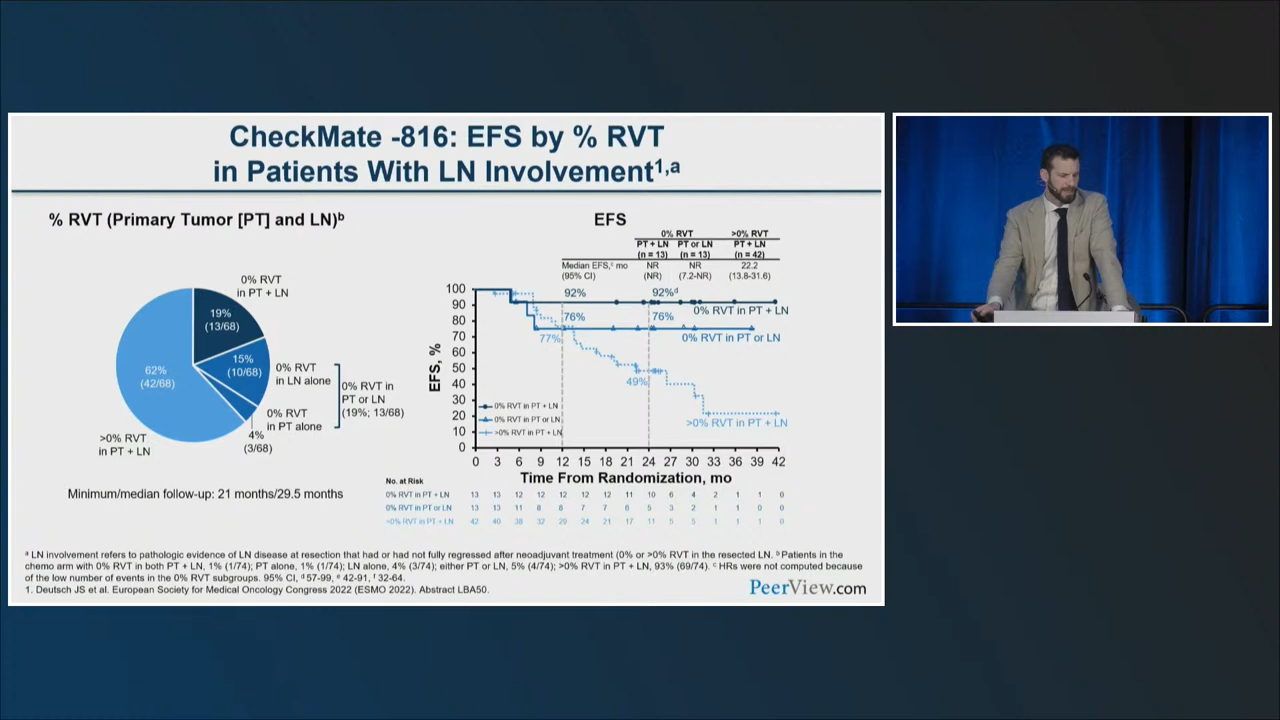 CheckMate -816: EFS by % RVT
in Patients With LN Involvement1,a
% RVT (Primary Tumor [PT] and LN)b
0% RVT
in PT + LN
19%
(13/68)
15%
(10/68)
62%
(42/68)
0% RVT
in LN alone
0% RVT in
PT or LN
(19%; 13/68)
0% RVT
in PT alone
4%
(3/68)
>0% RVT
in PT + LN
Minimum/median follow-up: 21 months/29.5 months
EFS
0% RVT >0% RVT
PT + LN PT or LN PT + LN
(n = 13) (n = 13) (n = 42)
Median EFS,c mo NR NR 22.2
(95% CI) (NR) (7.2-NR) (13.8-31.6)
EFS, %
100
90
80
70
60
50
40
30
20
10
0
92% 92%d
0% RVT in PT + LN
76% 76%
77%
0% RVT in PT or LN
49%
>0% RVT in PT + LN
0% RVT in PT + LN
0% RVT in PT or LN
>0% RVT in PT + LN
0 3 6 9 12 15 18 21 24 27 30 33 36 39 42
Time From Randomization, mo
No. at Risk
0% RVT in PT + LN 13 13 12 12 12 12 12 11 10 6 4 2 1 1 0
0% RVT in PT or LN 13 13 11 8 8 7 7 6 5 3 2 1 1 0 0
>0% RVT in PT + LN 42 40 38 32 29 24 21 17 11 5 5 1 1 1 0
a LN involvement refers to pathologic evidence of LN disease at resection that had or had not fully regressed after neoadjuvant treatment (0% or >0% RVT in the resected LN. b Patients in the
chemo arm with 0% RVT in both PT + LN, 1% (1/74); PT alone, 1% (1/74); LN alone, 4% (3/74); either PT or LN, 5% (4/74); >0% RVT in PT + LN, 93% (69/74). c HRs were not computed because
of the low number of events in the 0% RVT subgroups. 95% CI, d 57-99, e 42-91, f 32-64.
1. Deutsch JS et al. European Society for Medical Oncology Congress 2022 (ESMO 2022). Abstract LBA50.
PeerView.com